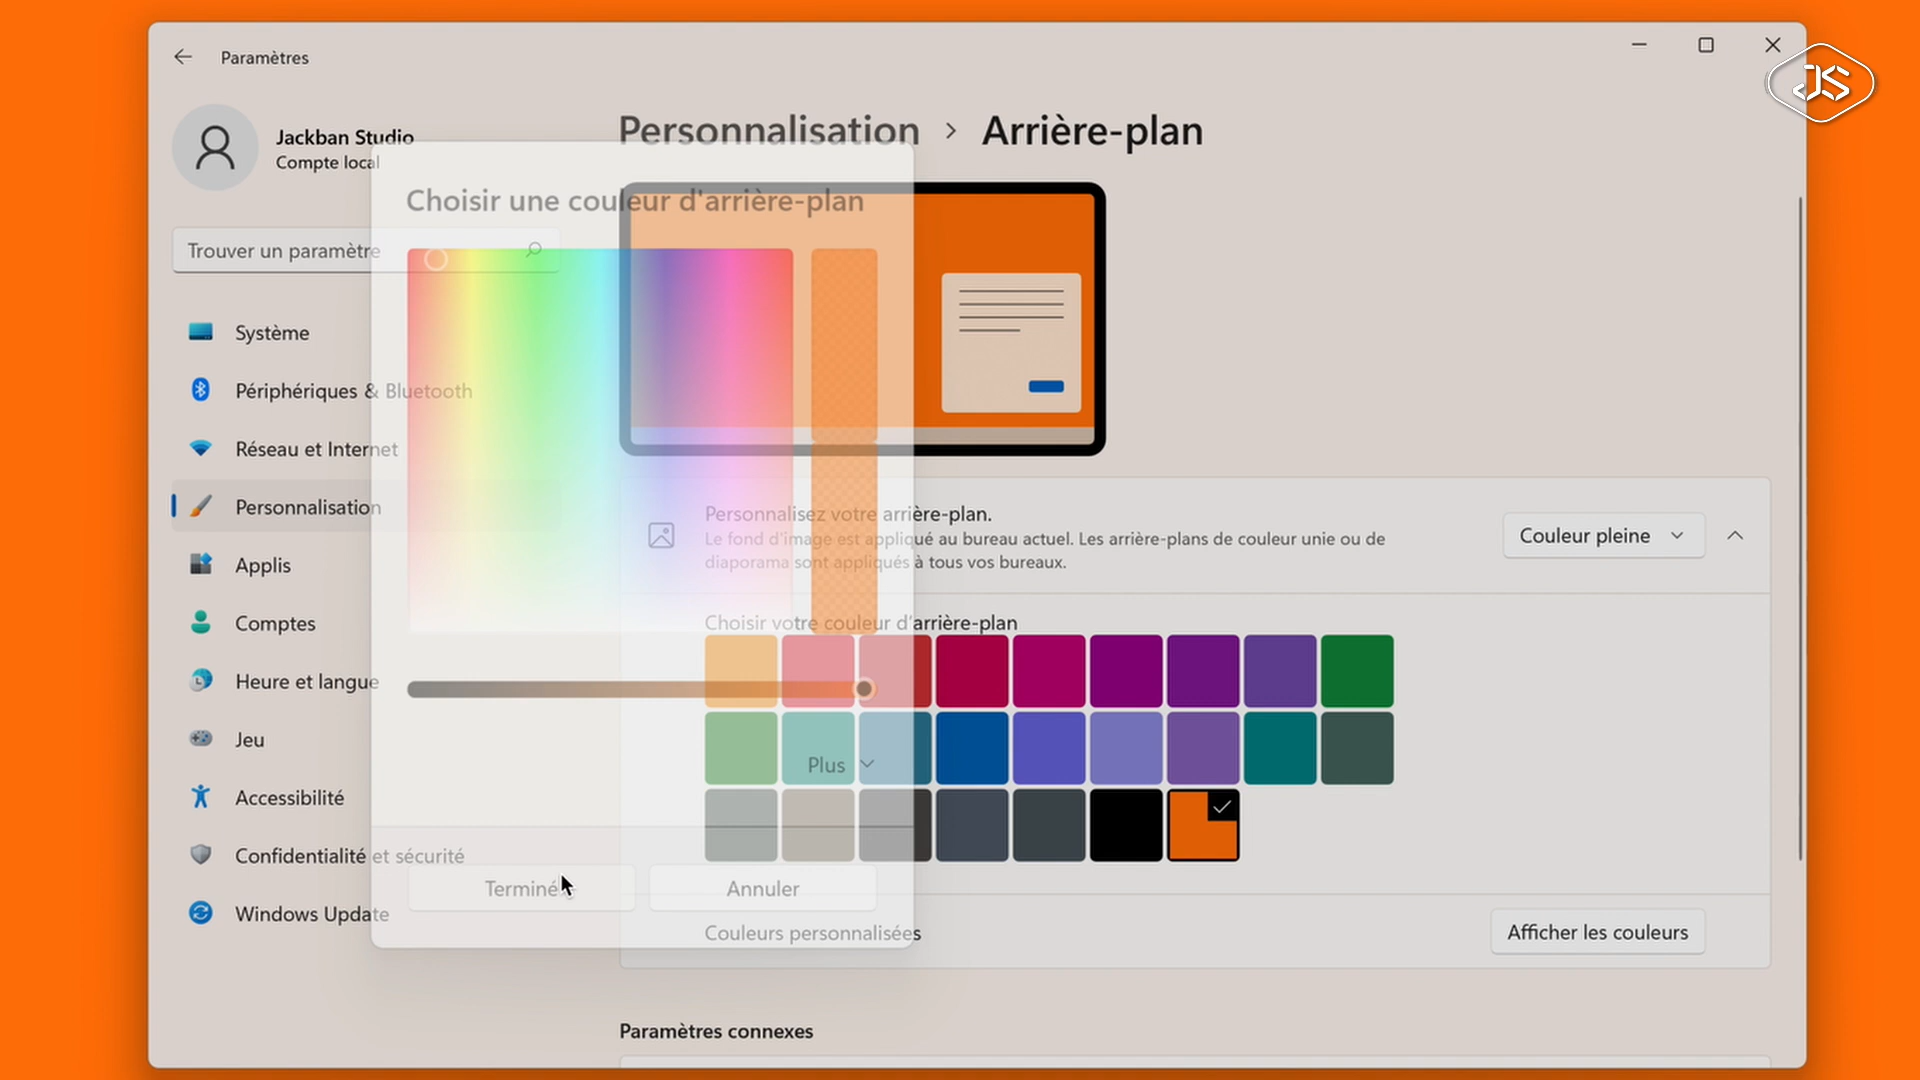 Paramètres
JS
Jackban Studio
Compte local
Trouver un paramètre
Système
Périphériques & Bluetooth
Réseau et Internet
Personnalisation
Applis
Comptes
Heure et langue
Jeu
Accessibilité
Confidentialité et sécurité
Windows Update
Personnalisation > Arrière-plan
Choisir une couleur d'arrière-plan
Plus
Terminé
Annuler
Personnalisez votre arrière-plan.
Le fond d'image est appliqué au bureau actuel. Les arrière-plans de couleur unie ou de
diaporama sont appliqués à tous vos bureaux.
Couleur pleine
Choisir votre couleur d'arrière-plan
Couleurs personnalisées
Afficher les couleurs
Paramètres connexes